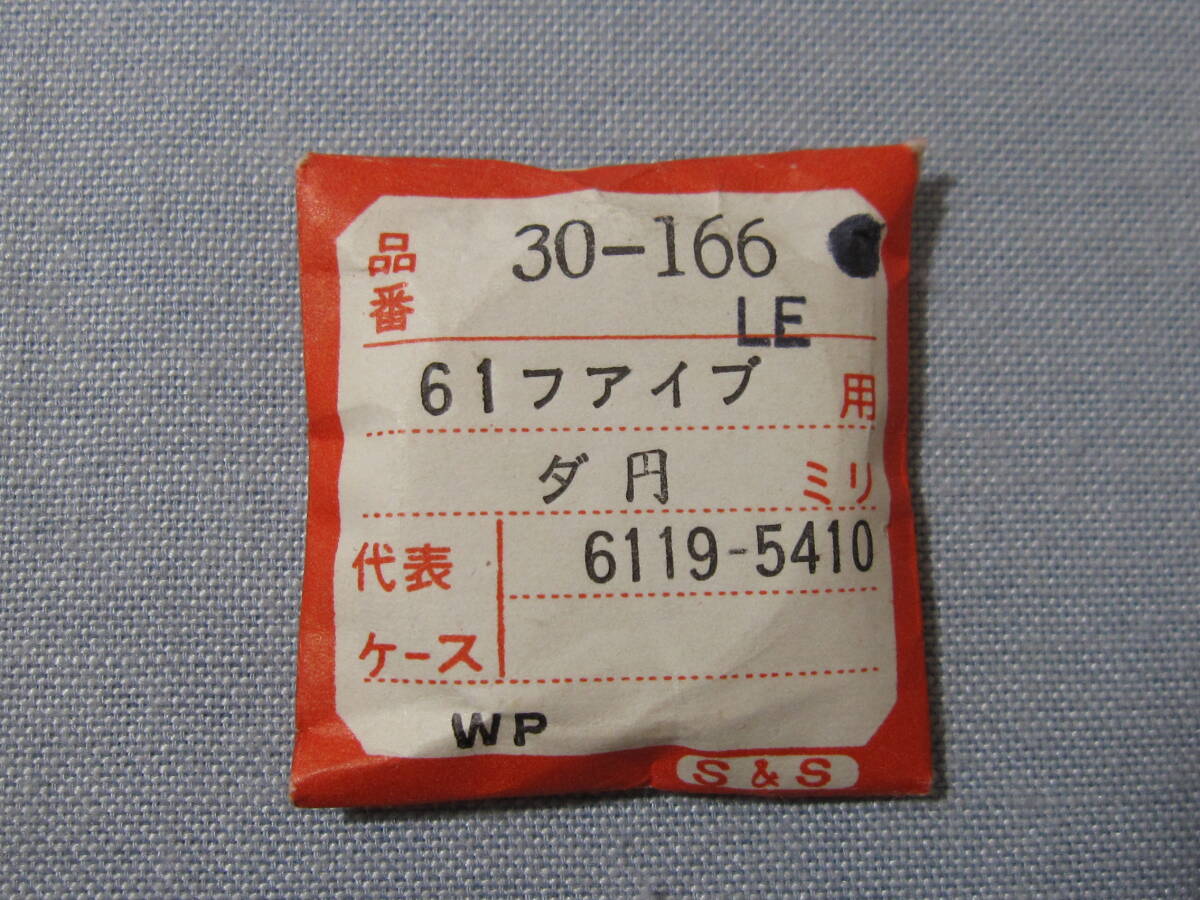 品番 30-166
LE
61フアイブ 用
ダ円 ミリ
代表ケース 6119-5410
WP
S&S